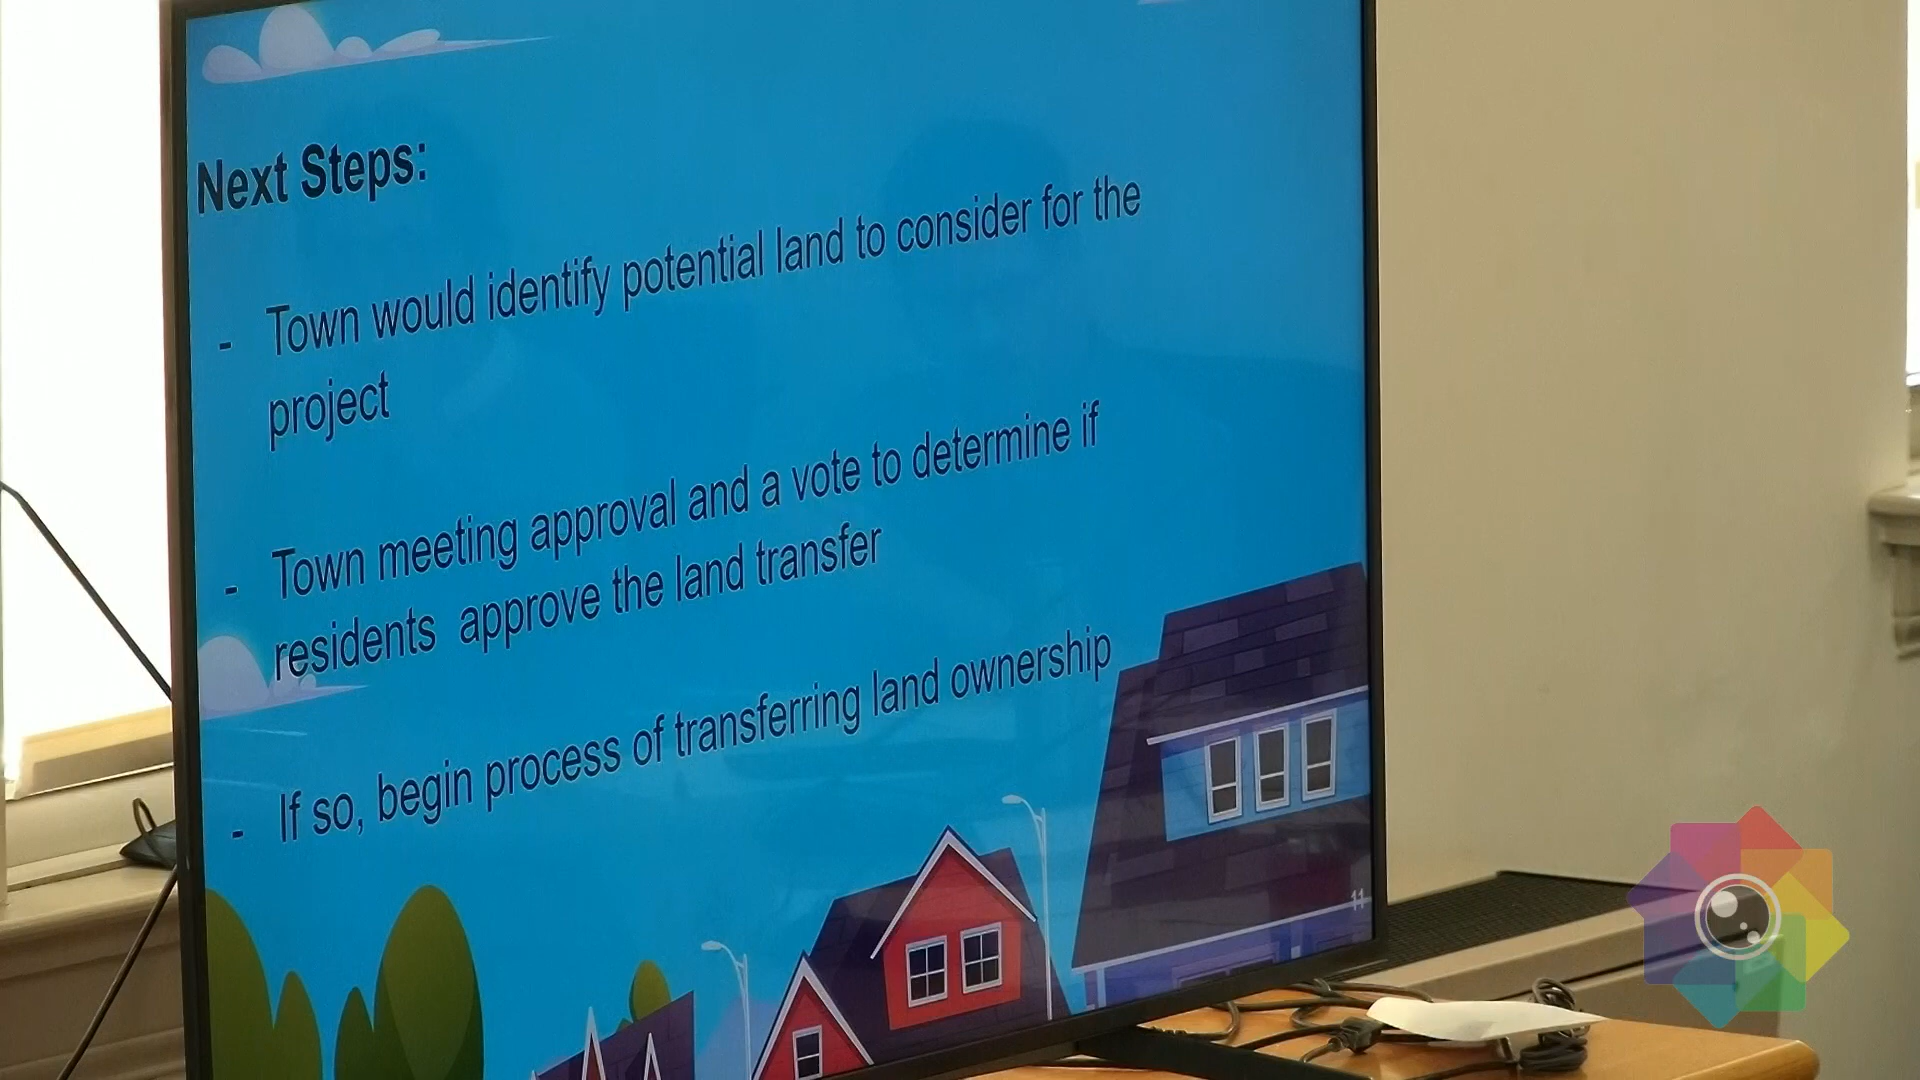 Next Steps:
- Town would identify potential land to consider for the
project
- Town meeting approval and a vote to determine if
residents approve the land transfer
- If so, begin process of transferring land ownership
11